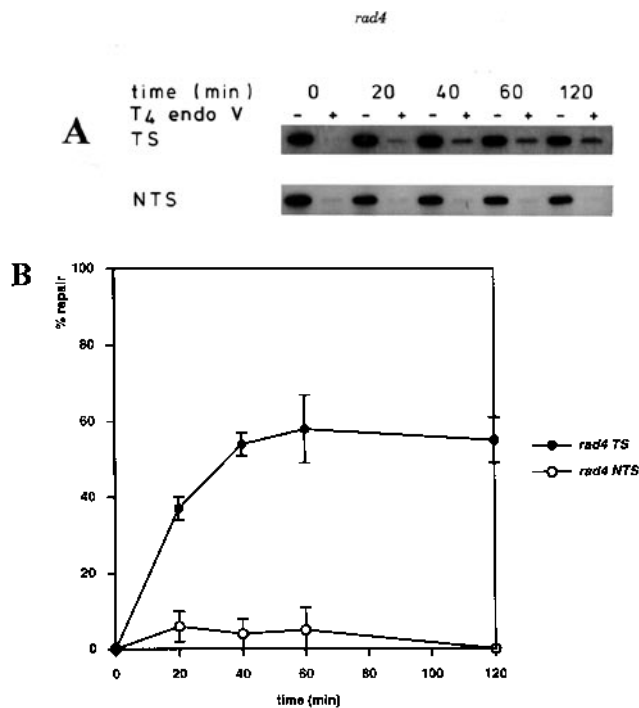 rad4
time (min) 0 20 40 60 120
T4 endo V - + - + - + - + - +
A
TS
NTS
B
100
80
60
40
20
0
% repair
0 20 40 60 80 100 120
time (min)
rad4 TS
rad4 NTS